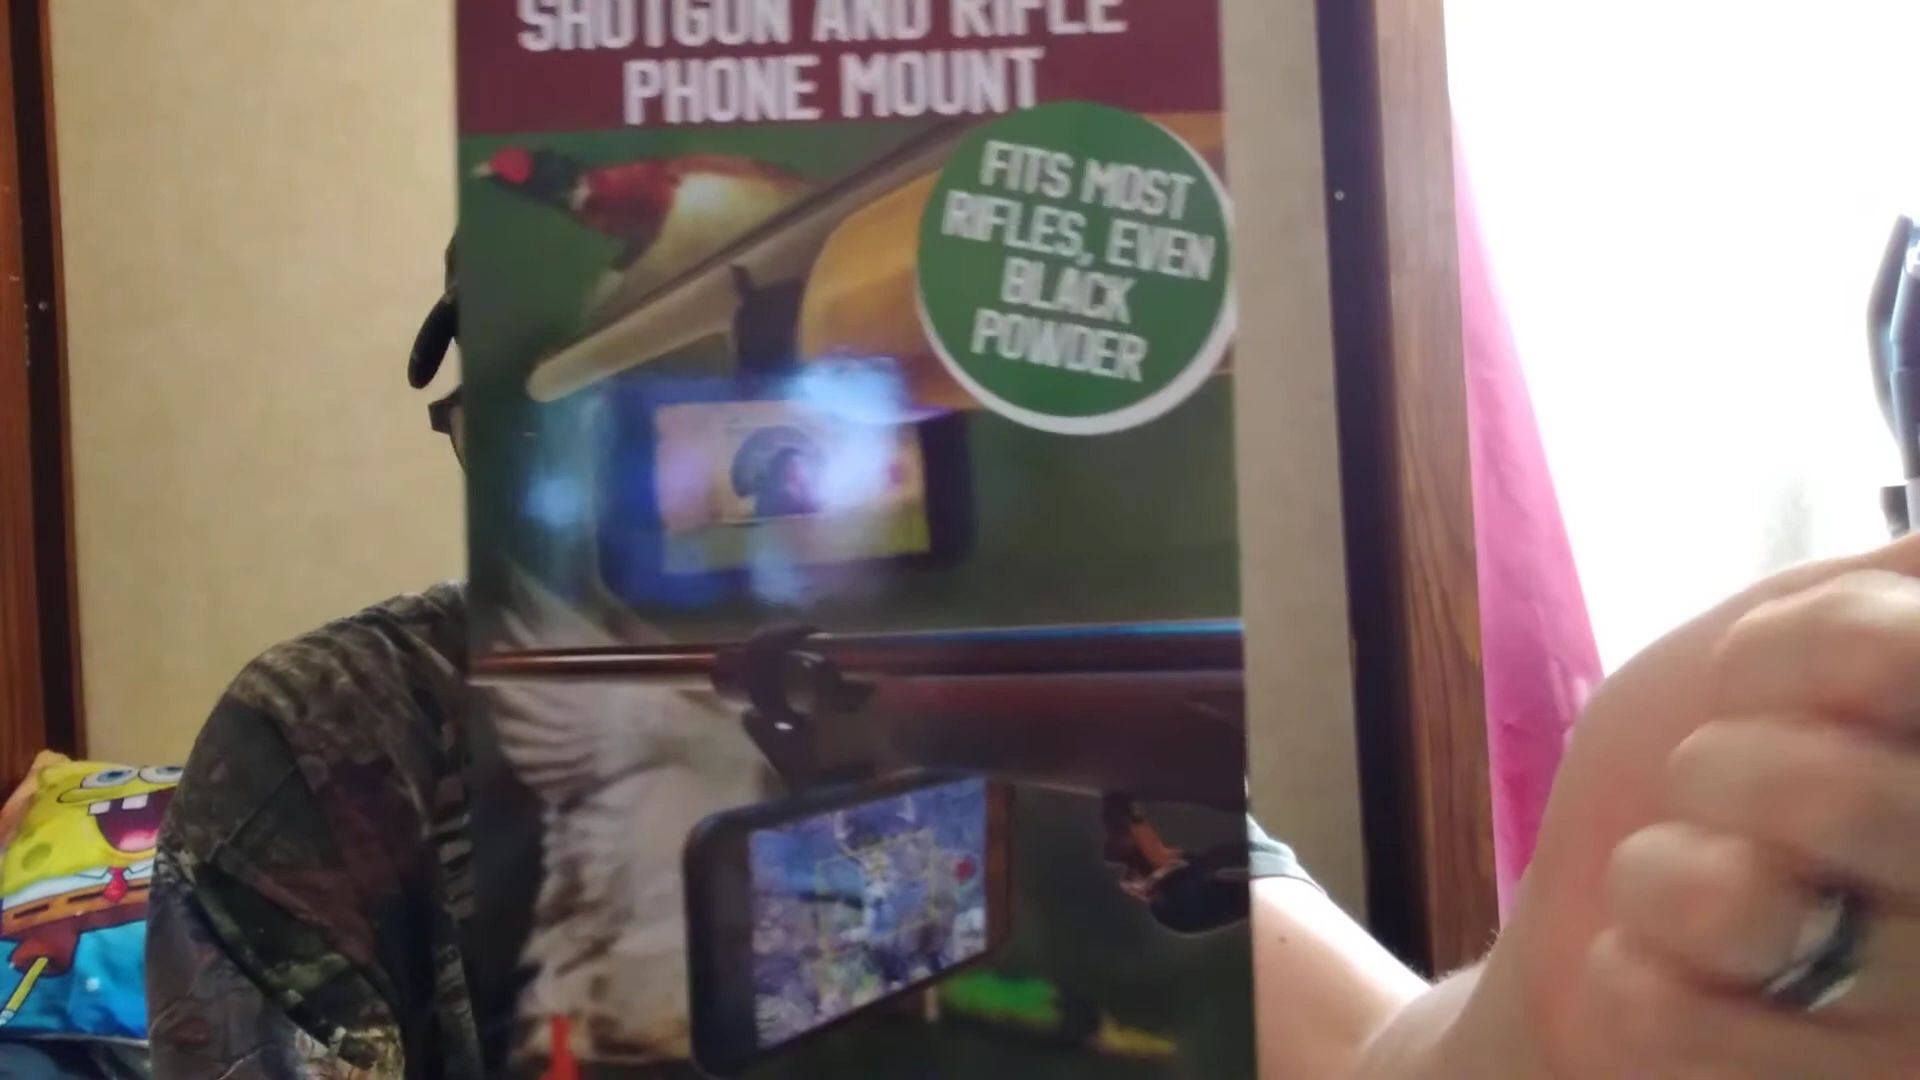 SHOTGUN AND RIFLE
PHONE MOUNT
FITS MOST
RIFLES, EVEN
BLACK
POWDER